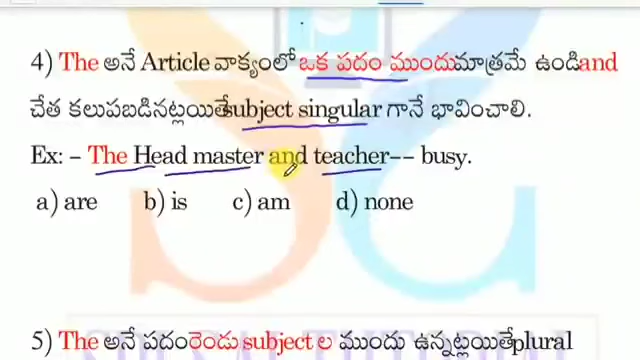 4) The అనే Article వాక్యంలో ఒక పదం ముందుమాత్రమే ఉండిand
చేత కలుపబడినట్లయితేsubject singular గానే భావించాలి.
Ex: – The Head master and teacher-– busy.
a) are b) is c) am d) none
5) The అనే పదంరెండు subject ల ముందు ఉన్నట్లయితేplural